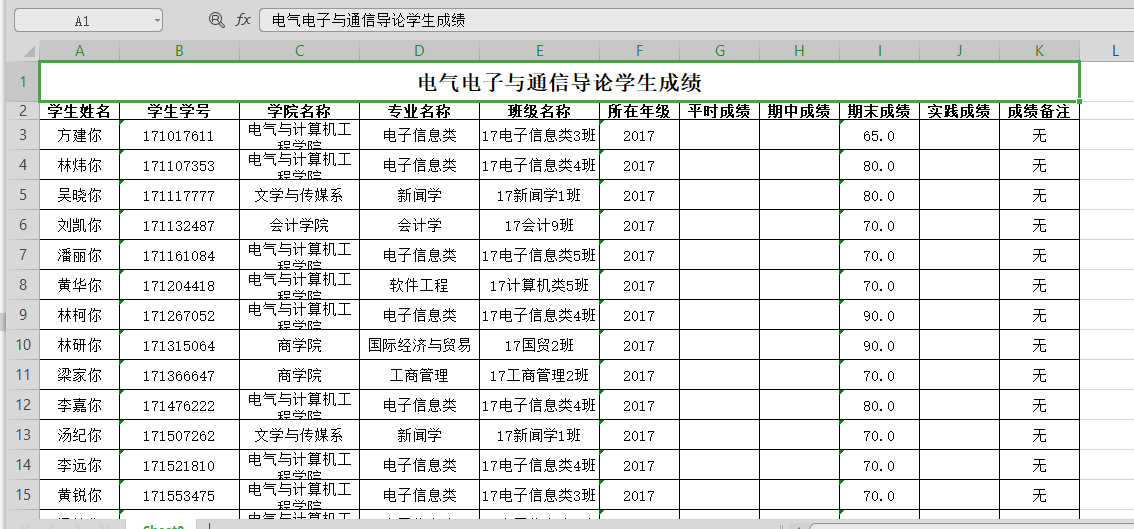 A1 fx 电气电子与通信导论学生成绩
A B C D E F G H I J K L
1 电气电子与通信导论学生成绩
2 学生姓名 学生学号 学院名称 专业名称 班级名称 所在年级 平时成绩 期中成绩 期末成绩 实践成绩 成绩备注
3 方建你 171017611 电气与计算机工程学院 电子信息类 17电子信息类3班 2017 65.0 无
4 林炜你 171107353 电气与计算机工程学院 电子信息类 17电子信息类4班 2017 80.0 无
5 吴晓你 171117777 文学与传媒系 新闻学 17新闻学1班 2017 80.0 无
6 刘凯你 171132487 会计学院 会计学 17会计9班 2017 70.0 无
7 潘丽你 171161084 电气与计算机工程学院 电子信息类 17电子信息类5班 2017 70.0 无
8 黄华你 171204418 电气与计算机工程学院 软件工程 17计算机类5班 2017 70.0 无
9 林柯你 171267052 电气与计算机工程学院 电子信息类 17电子信息类4班 2017 90.0 无
10 林研你 171315064 商学院 国际经济与贸易 17国贸2班 2017 90.0 无
11 梁家你 171366647 商学院 工商管理 17工商管理2班 2017 70.0 无
12 李嘉你 171476222 电气与计算机工程学院 电子信息类 17电子信息类4班 2017 80.0 无
13 汤纪你 171507262 文学与传媒系 新闻学 17新闻学1班 2017 70.0 无
14 李远你 171521810 电气与计算机工程学院 电子信息类 17电子信息类4班 2017 70.0 无
15 黄锐你 171553475 电气与计算机工程学院 电子信息类 17电子信息类3班 2017 70.0 无